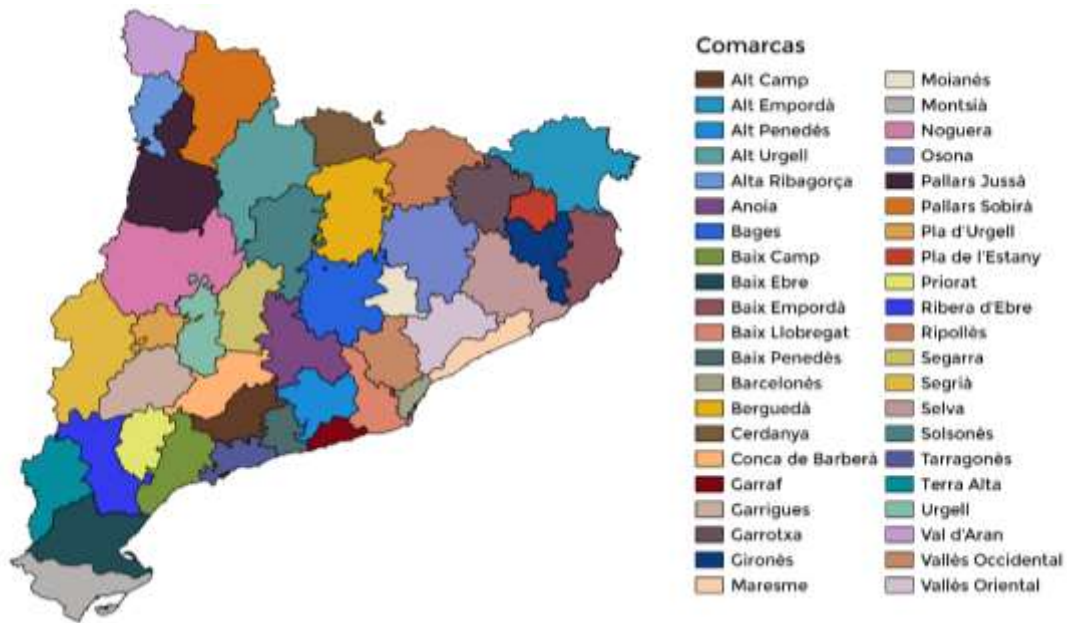 Comarcas
Alt Camp
Alt Empordà
Alt Penedès
Alt Urgell
Alta Ribagorça
Anoia
Bages
Baix Camp
Baix Ebre
Baix Empordà
Baix Llobregat
Baix Penedès
Barcelonès
Berguedà
Cerdanya
Conca de Barberà
Garraf
Garrigues
Garrotxa
Gironès
Maresme
Moianès
Montsià
Noguera
Osona
Pallars Jussà
Pallars Sobirà
Pla d'Urgell
Pla de l'Estany
Priorat
Ribera d'Ebre
Ripollès
Segarra
Segrià
Selva
Solsonès
Tarragonès
Terra Alta
Urgell
Val d'Aran
Vallès Occidental
Vallès Oriental